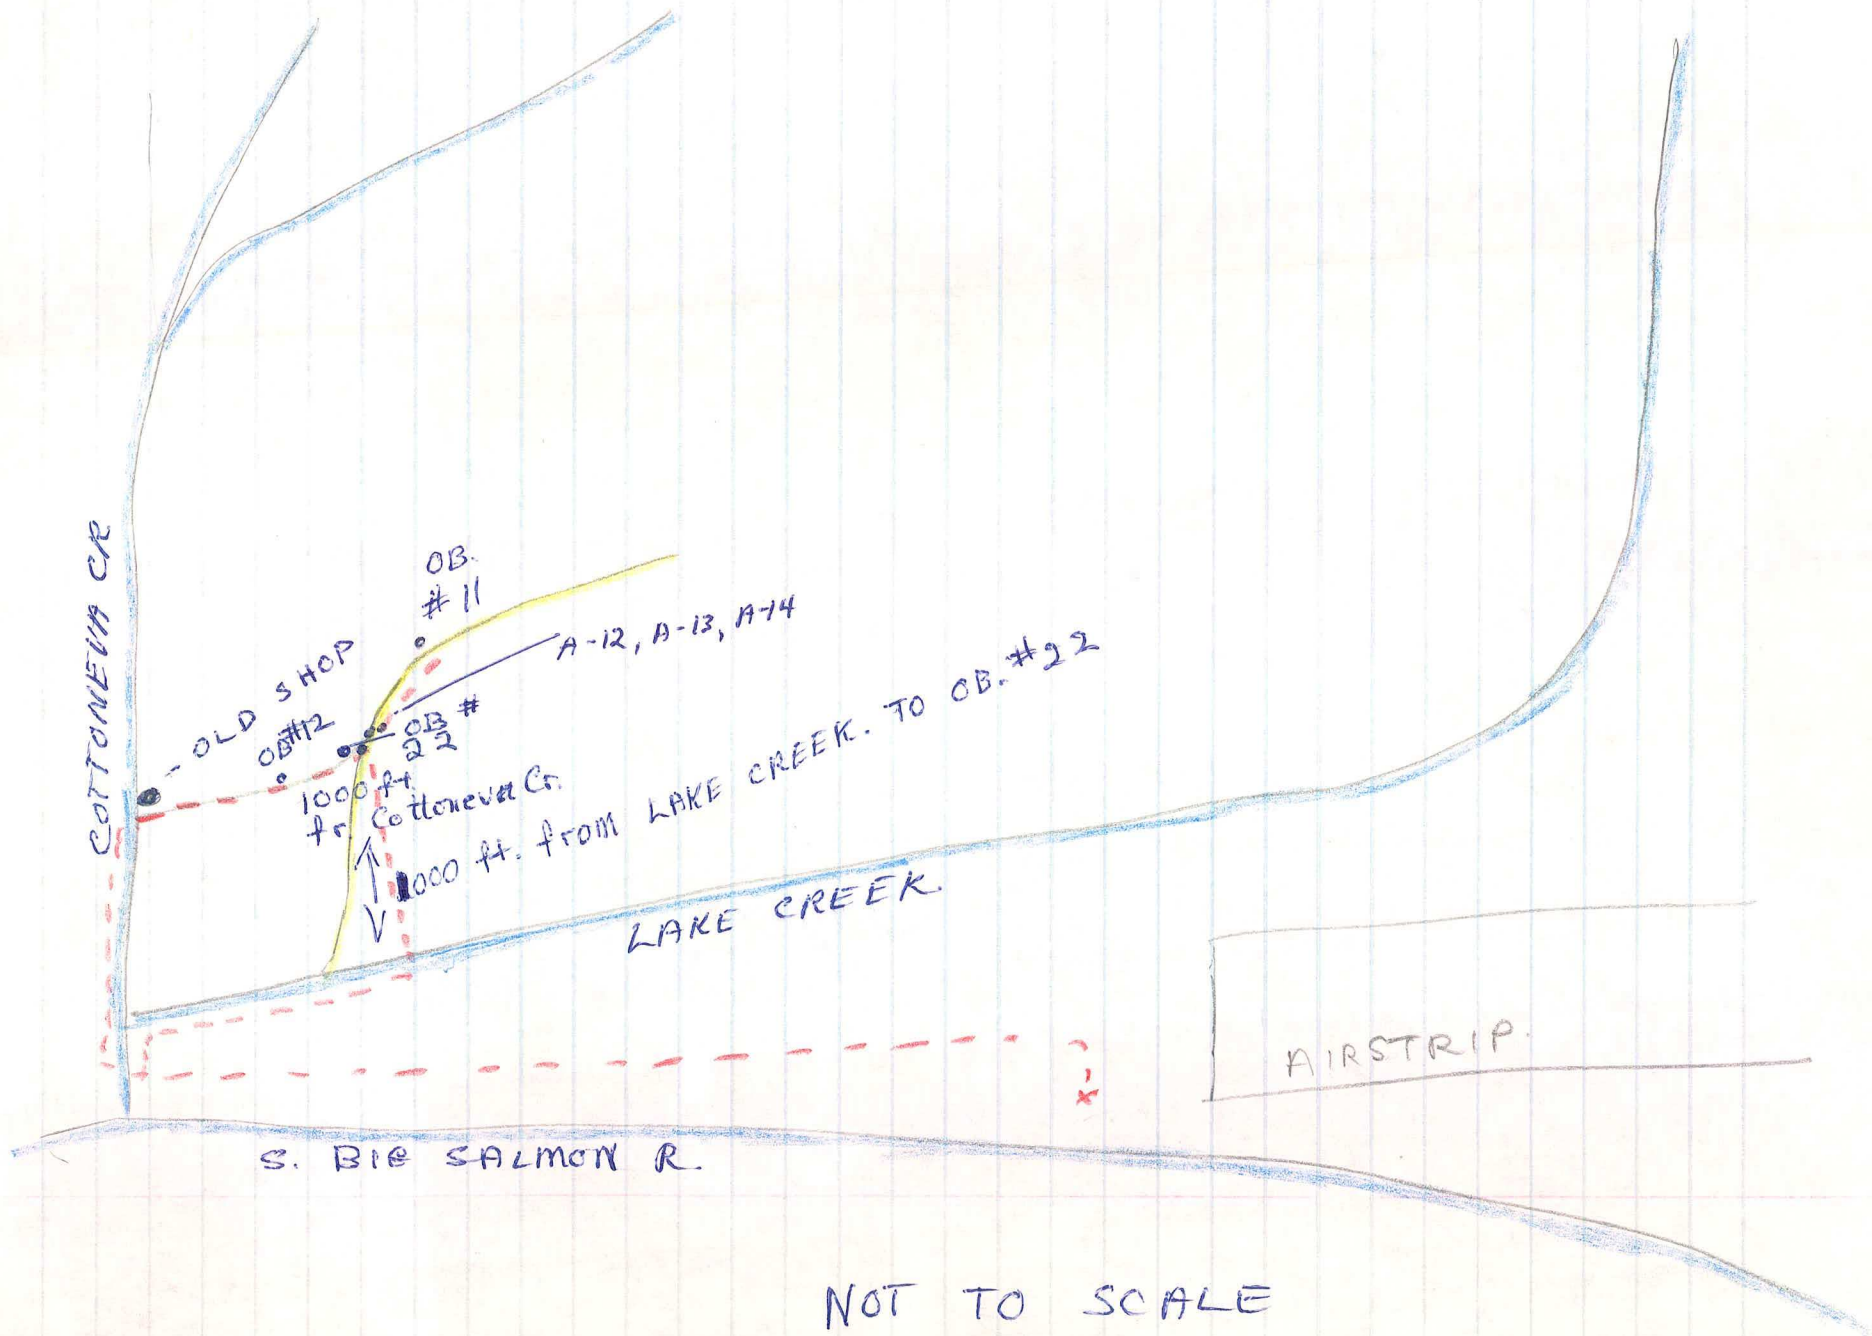 COTTONEVA CR
OB.
# 11
A-12, A-13, A-14
OLD SHOP
OB #12
OB #
22
1000 ft.
fr. Cottoneva Cr.
1000 ft. from LAKE CREEK. TO OB. #22
LAKE CREEK.
AIRSTRIP.
x
S. BIG SALMON R.
NOT TO SCALE